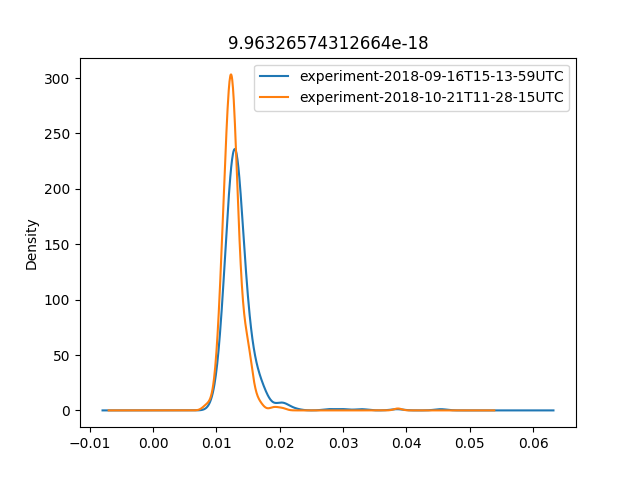 9.96326574312664e-18
experiment-2018-09-16T15-13-59UTC
experiment-2018-10-21T11-28-15UTC
300
250
200
150
100
50
0
Density
−0.01 0.00 0.01 0.02 0.03 0.04 0.05 0.06